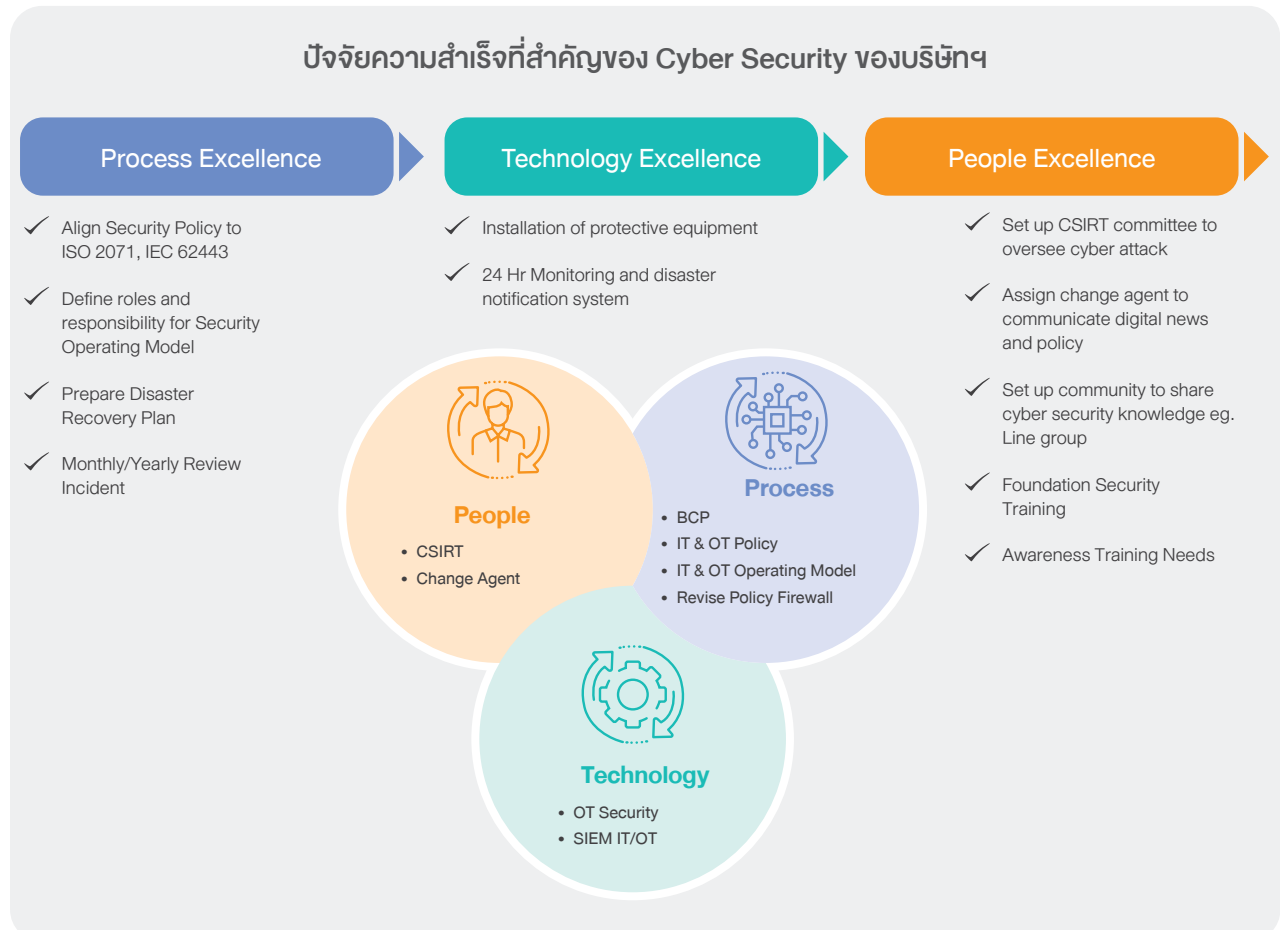 ปัจจัยความสำเร็จที่สำคัญของ Cyber Security ของบริษัทฯ
Process Excellence
Align Security Policy to
ISO 2071, IEC 62443
Define roles and
responsibility for Security
Operating Model
Prepare Disaster
Recovery Plan
Monthly/Yearly Review
Incident
Technology Excellence
Installation of protective equipment
24 Hr Monitoring and disaster
notification system
People Excellence
Set up CSIRT committee to
oversee cyber attack
Assign change agent to
communicate digital news
and policy
Set up community to share
cyber security knowledge eg.
Line group
Foundation Security
Training
Awareness Training Needs
People
• CSIRT
• Change Agent
Process
• BCP
• IT & OT Policy
• IT & OT Operating Model
• Revise Policy Firewall
Technology
• OT Security
• SIEM IT/OT